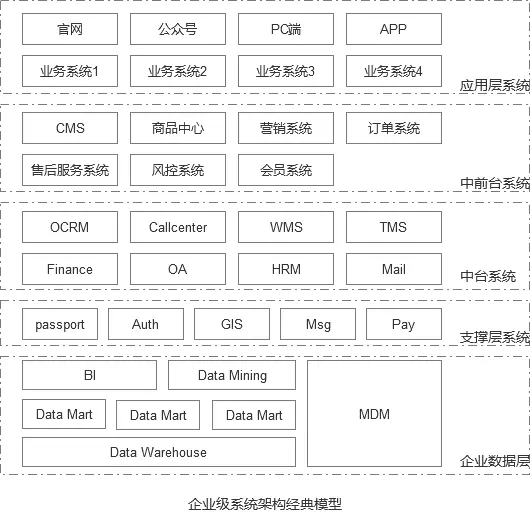 官网 公众号 PC端 APP
业务系统1 业务系统2 业务系统3 业务系统4
应用层系统
CMS 商品中心 营销系统 订单系统
售后服务系统 风控系统 会员系统
中前台系统
OCRM Callcenter WMS TMS
Finance OA HRM Mail
中台系统
passport Auth GIS Msg Pay
支撑层系统
BI Data Mining
Data Mart Data Mart Data Mart MDM
Data Warehouse
企业数据层
企业级系统架构经典模型